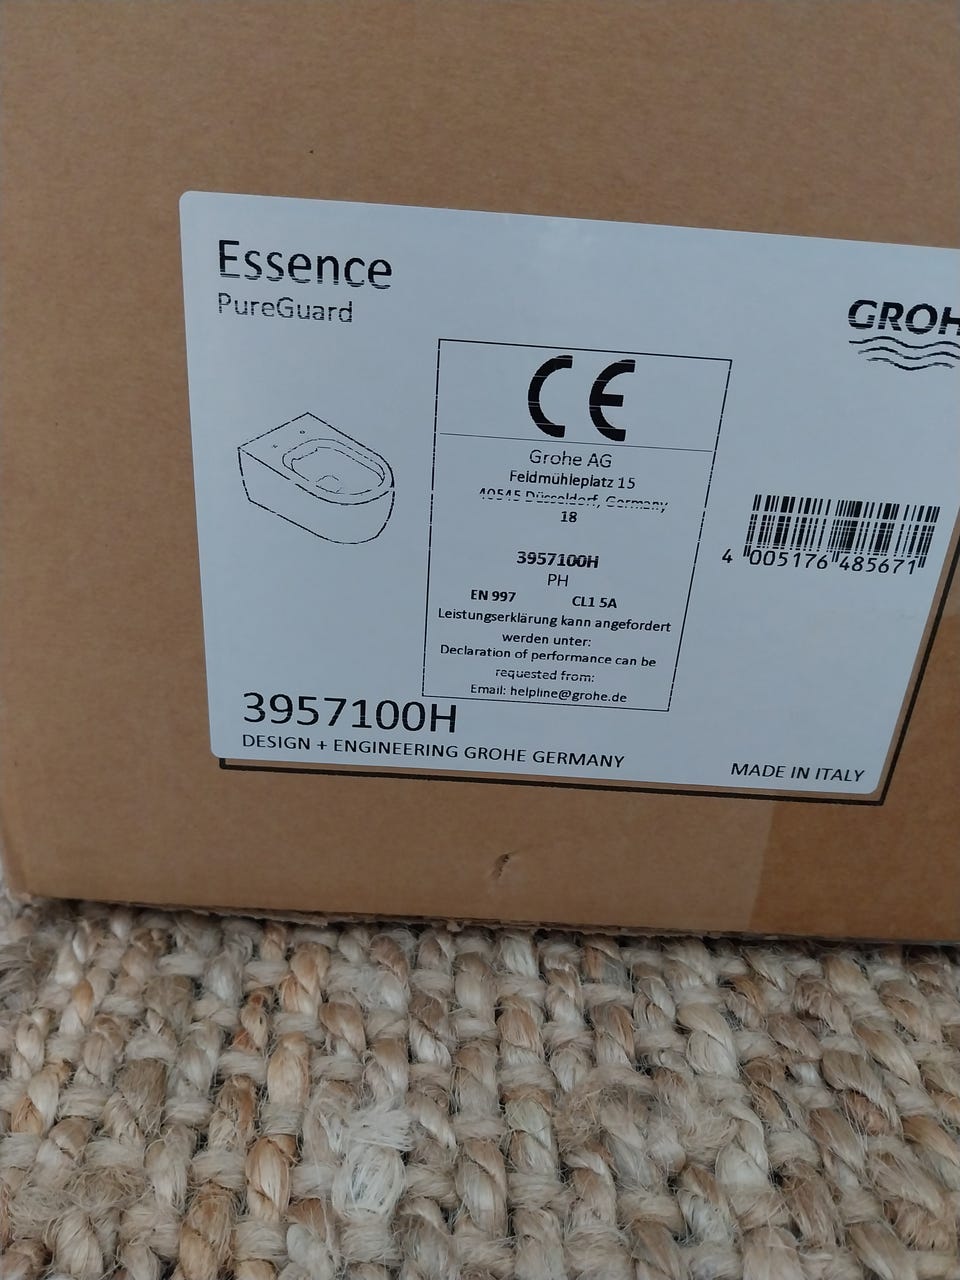 Essence
PureGuard
GROH
CE
Grohe AG
Feldmühleplatz 15
40545 Düsseldorf, Germany
18
3957100H
PH
EN 997 CL1 5A
Leistungserklärung kann angefordert
werden unter:
Declaration of performance can be
requested from:
Email: helpline@grohe.de
4 005176 485671
3957100H
DESIGN + ENGINEERING GROHE GERMANY
MADE IN ITALY